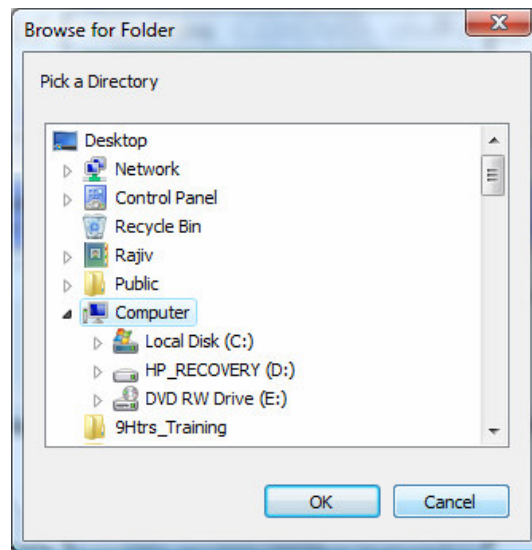 Browse for Folder
Pick a Directory
Desktop
Network
Control Panel
Recycle Bin
Rajiv
Public
Computer
Local Disk (C:)
HP_RECOVERY (D:)
DVD RW Drive (E:)
9Htrs_Training
OK Cancel